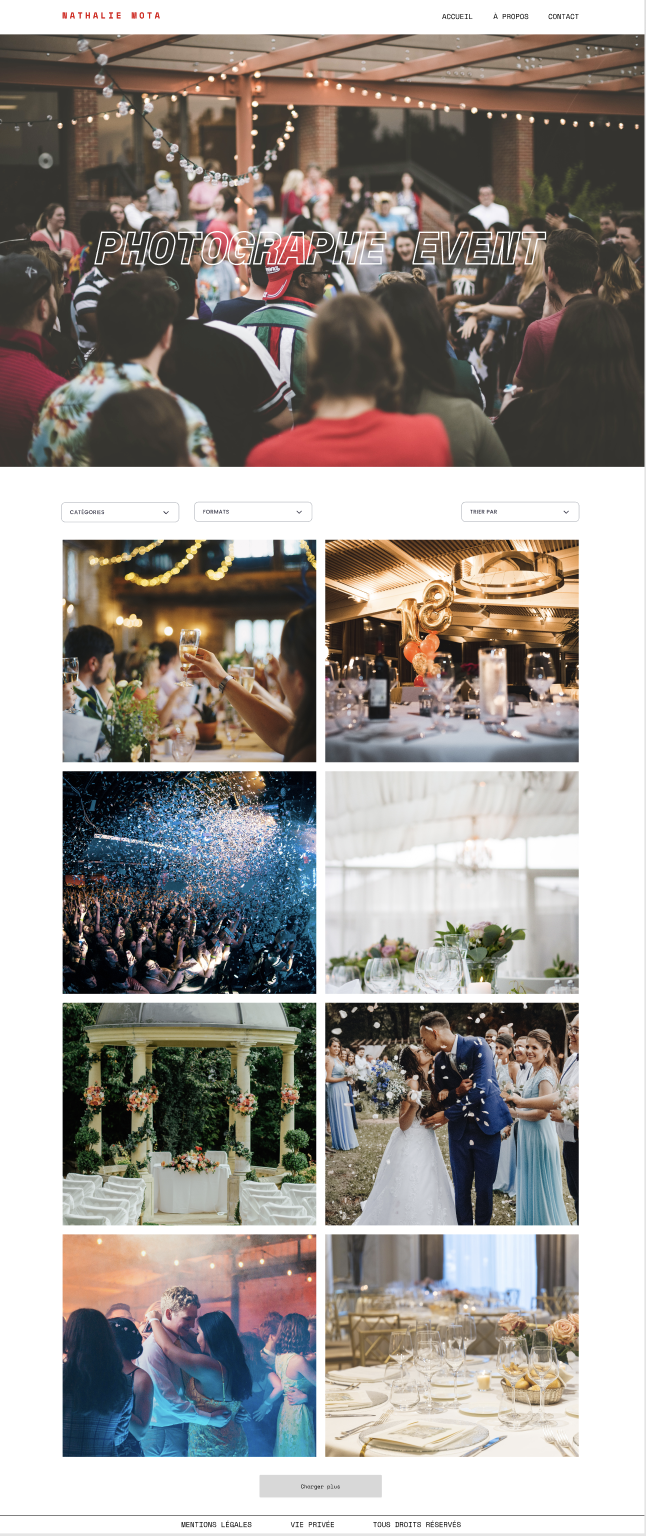 NATHALIE MOTA
ACCUEIL À PROPOS CONTACT
PHOTOGRAPHE EVENT
CATÉGORIES
FORMATS
TRIER PAR
18
Charger plus
MENTIONS LÉGALES VIE PRIVÉE TOUS DROITS RÉSERVÉS